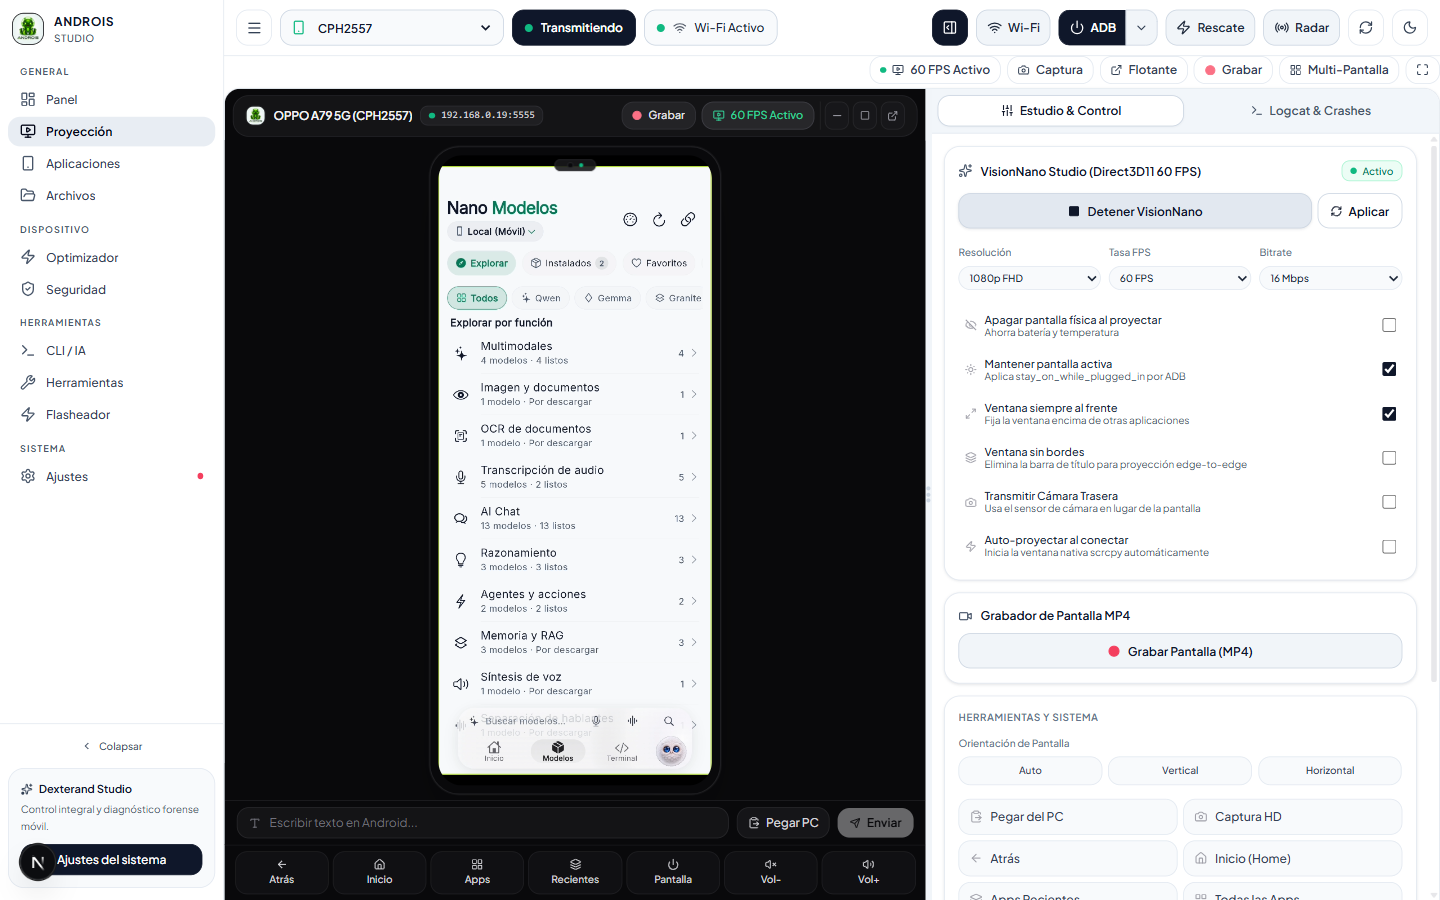 ANDROIS
STUDIO
GENERAL
Panel
Proyección
Aplicaciones
Archivos
DISPOSITIVO
Optimizador
Seguridad
HERRAMIENTAS
CLI / IA
Herramientas
Flasheador
SISTEMA
Ajustes
Colapsar
Dexterand Studio
Control integral y diagnóstico forense
móvil.
N
Ajustes del sistema
CPH2557
Transmitiendo
Wi-Fi Activo
Wi-Fi
ADB
Rescate
Radar
60 FPS Activo
Captura
Flotante
Grabar
Multi-Pantalla
OPPO A79 5G (CPH2557)
192.168.0.19:5555
Grabar
60 FPS Activo
Nano Modelos
Local (Móvil)
Explorar
Instalados 2
Favoritos
Todos
Qwen
Gemma
Granite
Explorar por función
Multimodales
4 modelos · 4 listos
4
Imagen y documentos
1 modelo · Por descargar
1
OCR de documentos
1 modelo · Por descargar
1
Transcripción de audio
5 modelos · 2 listos
5
AI Chat
13 modelos · 13 listos
13
Razonamiento
3 modelos · 3 listos
3
Agentes y acciones
2 modelos · 2 listos
2
Memoria y RAG
3 modelos · Por descargar
3
Síntesis de voz
1 modelo · Por descargar
1
Separación de hablantes
Buscar modelos...
Inicio
Modelos
Terminal
Escribir texto en Android...
Pegar PC
Enviar
Atrás
Inicio
Apps
Recientes
Pantalla
Vol-
Vol+
Estudio & Control
Logcat & Crashes
VisionNano Studio (Direct3D11 60 FPS)
Activo
Detener VisionNano
Aplicar
Resolución
Tasa FPS
Bitrate
1080p FHD
60 FPS
16 Mbps
Apagar pantalla física al proyectar
Ahorra batería y temperatura
Mantener pantalla activa
Aplica stay_on_while_plugged_in por ADB
Ventana siempre al frente
Fija la ventana encima de otras aplicaciones
Ventana sin bordes
Elimina la barra de título para proyección edge-to-edge
Transmitir Cámara Trasera
Usa el sensor de cámara en lugar de la pantalla
Auto-proyectar al conectar
Inicia la ventana nativa scrcpy automáticamente
Grabador de Pantalla MP4
Grabar Pantalla (MP4)
HERRAMIENTAS Y SISTEMA
Orientación de Pantalla
Auto
Vertical
Horizontal
Pegar del PC
Captura HD
Atrás
Inicio (Home)
Apps Recientes
Todas las Apps